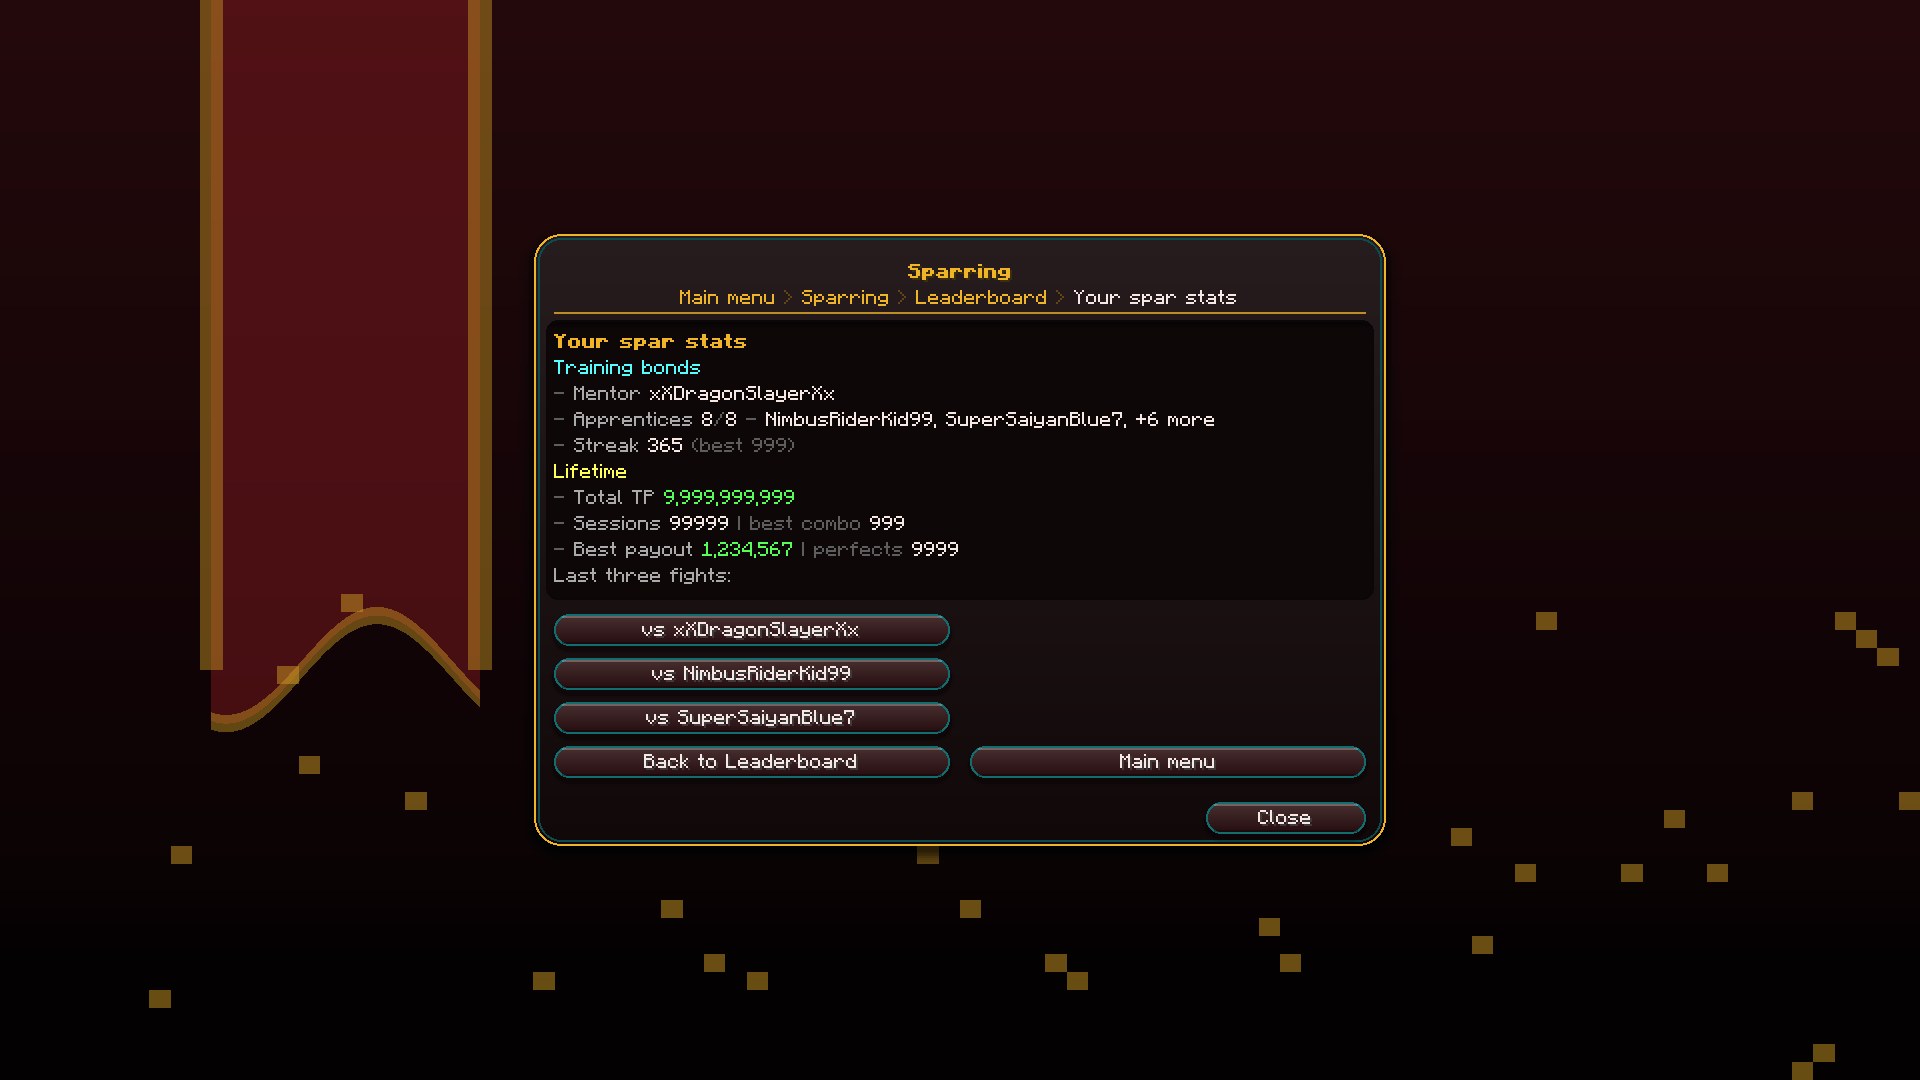 Sparring
Main menu > Sparring > Leaderboard > Your spar stats
Your spar stats
Training bonds
- Mentor xXDragonSlayerXx
- Apprentices 8/8 - NimbusRiderKid99, SuperSaiyanBlue7, +6 more
- Streak 365 (best 999)
Lifetime
- Total TP 9,999,999,999
- Sessions 99999 | best combo 999
- Best payout 1,234,567 | perfects 9999
Last three fights:
vs xXDragonSlayerXx
vs NimbusRiderKid99
vs SuperSaiyanBlue7
Back to Leaderboard
Main menu
Close